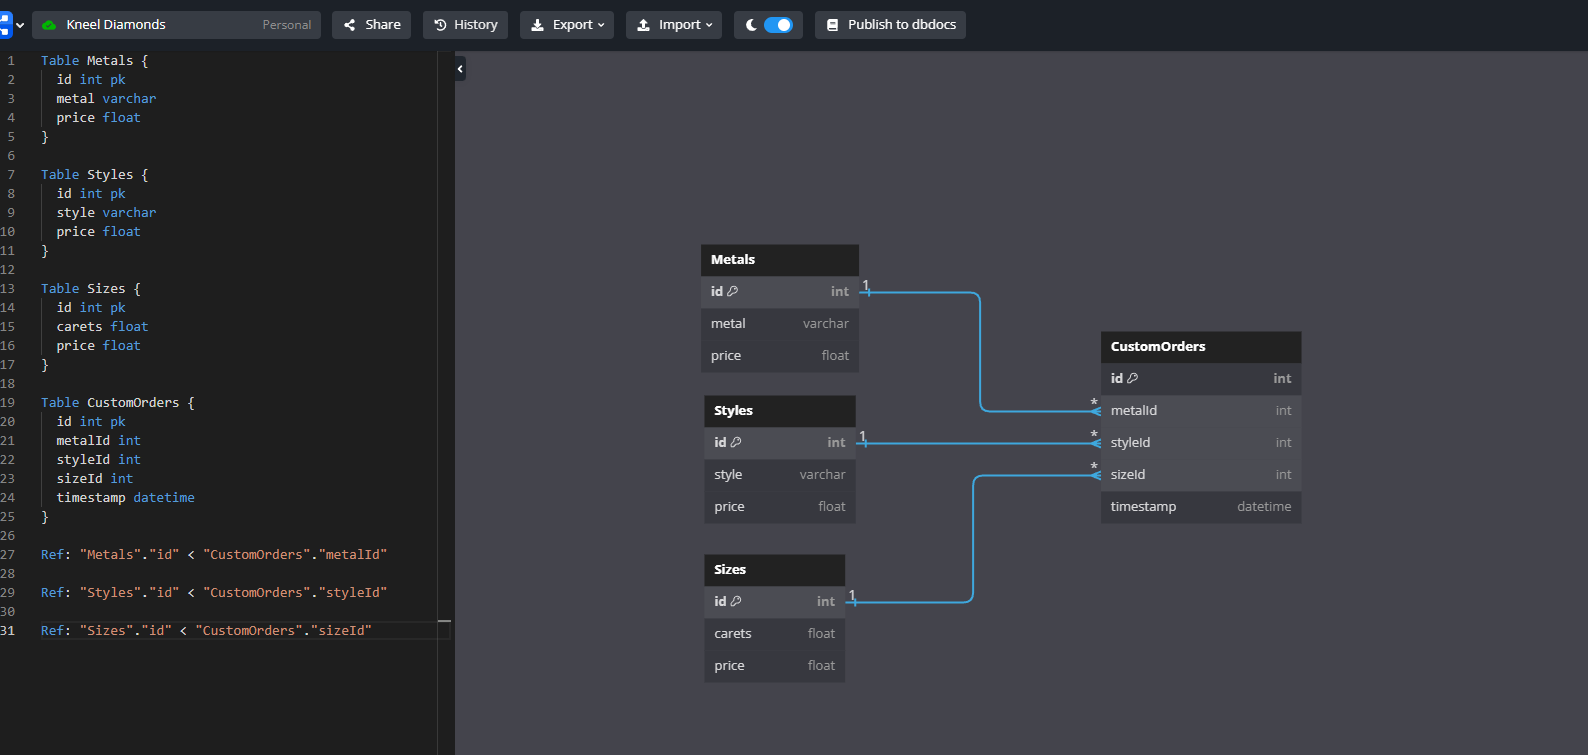 Kneel Diamonds Personal Share History Export Import Publish to dbdocs
1 Table Metals {
2 id int pk
3 metal varchar
4 price float
5 }
6
7 Table Styles {
8 id int pk
9 style varchar
10 price float
11 }
12
13 Table Sizes {
14 id int pk
15 carets float
16 price float
17 }
18
19 Table CustomOrders {
20 id int pk
21 metalId int
22 styleId int
23 sizeId int
24 timestamp datetime
25 }
26
27 Ref: "Metals"."id" < "CustomOrders"."metalId"
28
29 Ref: "Styles"."id" < "CustomOrders"."styleId"
30
31 Ref: "Sizes"."id" < "CustomOrders"."sizeId"
Metals
id int 1
metal varchar
price float
Styles
id int 1
style varchar
price float
Sizes
id int 1
carets float
price float
CustomOrders
id int
* metalId int
* styleId int
* sizeId int
timestamp datetime